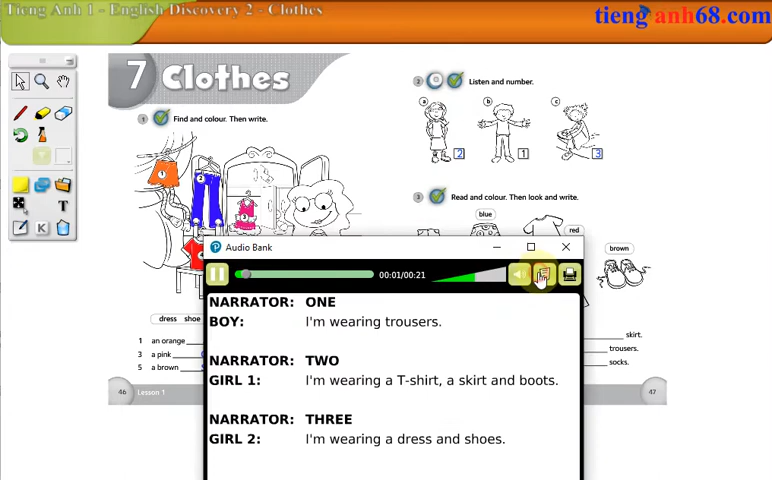 Tieng Anh 1 - English Discovery 2 - Clothes
tienganh68.com
7 Clothes
1 Find and colour. Then write.
1
2
dress shoe
1 an orange
3 a pink
5 a brown
46 Lesson 1
2 Listen and number.
a b c
2 1 3
3 Read and colour. Then look and write.
blue
red
brown
skirt.
trousers.
socks.
47
T
K
Audio Bank
00:01/00:21
NARRATOR: ONE
BOY: I'm wearing trousers.
NARRATOR: TWO
GIRL 1: I'm wearing a T-shirt, a skirt and boots.
NARRATOR: THREE
GIRL 2: I'm wearing a dress and shoes.